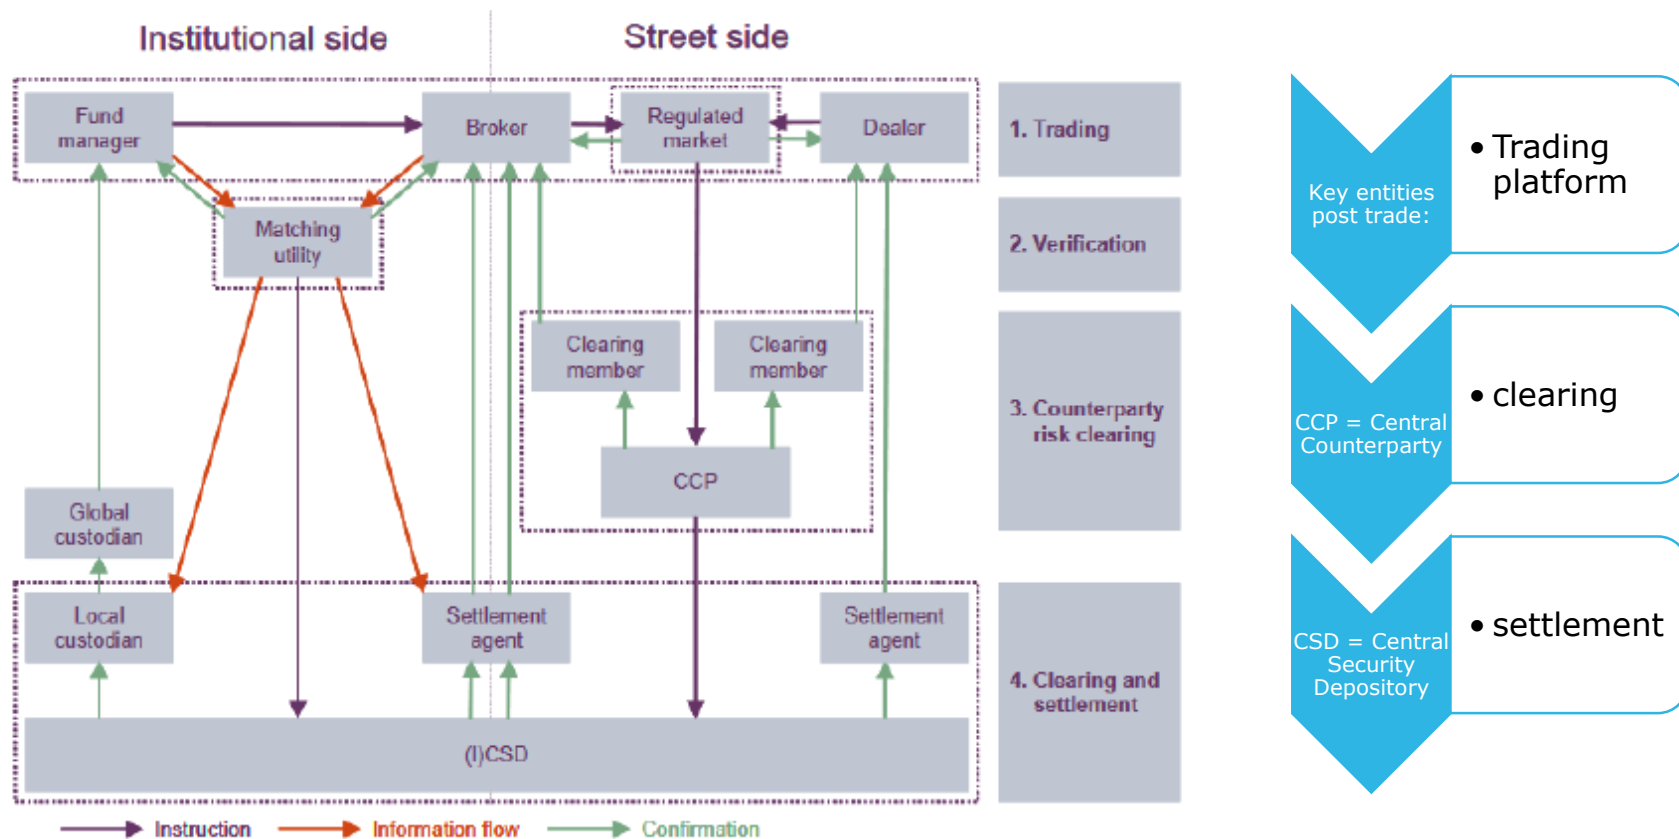 Institutional side
Street side
Fund
manager
Broker
Regulated
market
Dealer
1. Trading
Matching
utility
2. Verification
Clearing
member
Clearing
member
3. Counterparty
risk clearing
CCP
Global
custodian
Local
custodian
Settlement
agent
Settlement
agent
4. Clearing and
settlement
(I)CSD
Instruction
Information flow
Confirmation
Key entities
post trade:
• Trading
platform
CCP = Central
Counterparty
• clearing
CSD = Central
Security
Depository
• settlement